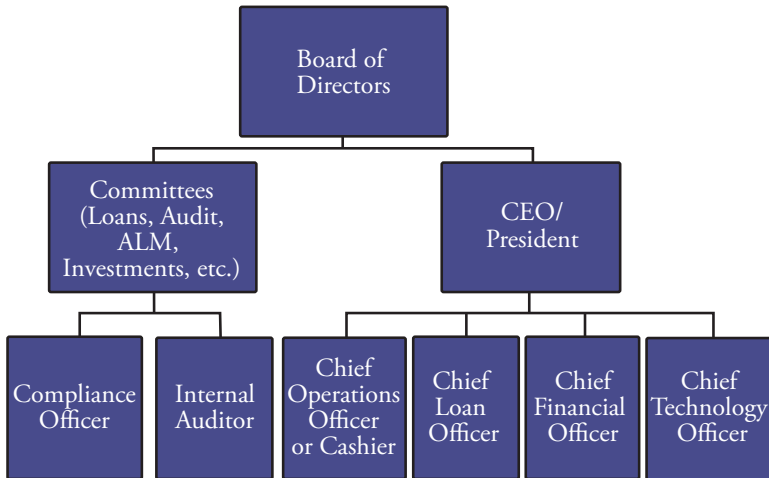 Board of
Directors
Committees
(Loans, Audit,
ALM,
Investments, etc.)
CEO/
President
Compliance
Officer
Internal
Auditor
Chief
Operations
Officer
or Cashier
Chief
Loan
Officer
Chief
Financial
Officer
Chief
Technology
Officer